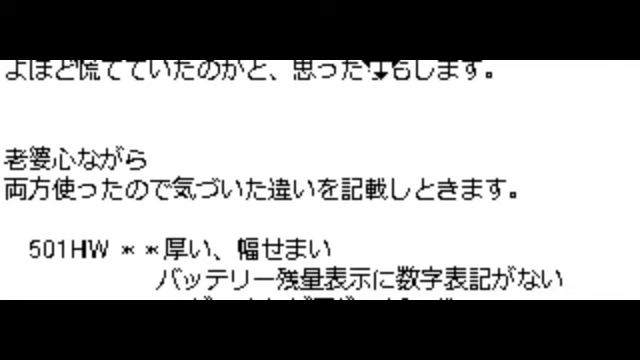 よほど慌てていたのかと、思ったりもします。
老婆心ながら
両方使ったので気づいた違いを記載しときます。
501HW ＊＊厚い、幅せまい
バッテリー残量表示に数字表記がない